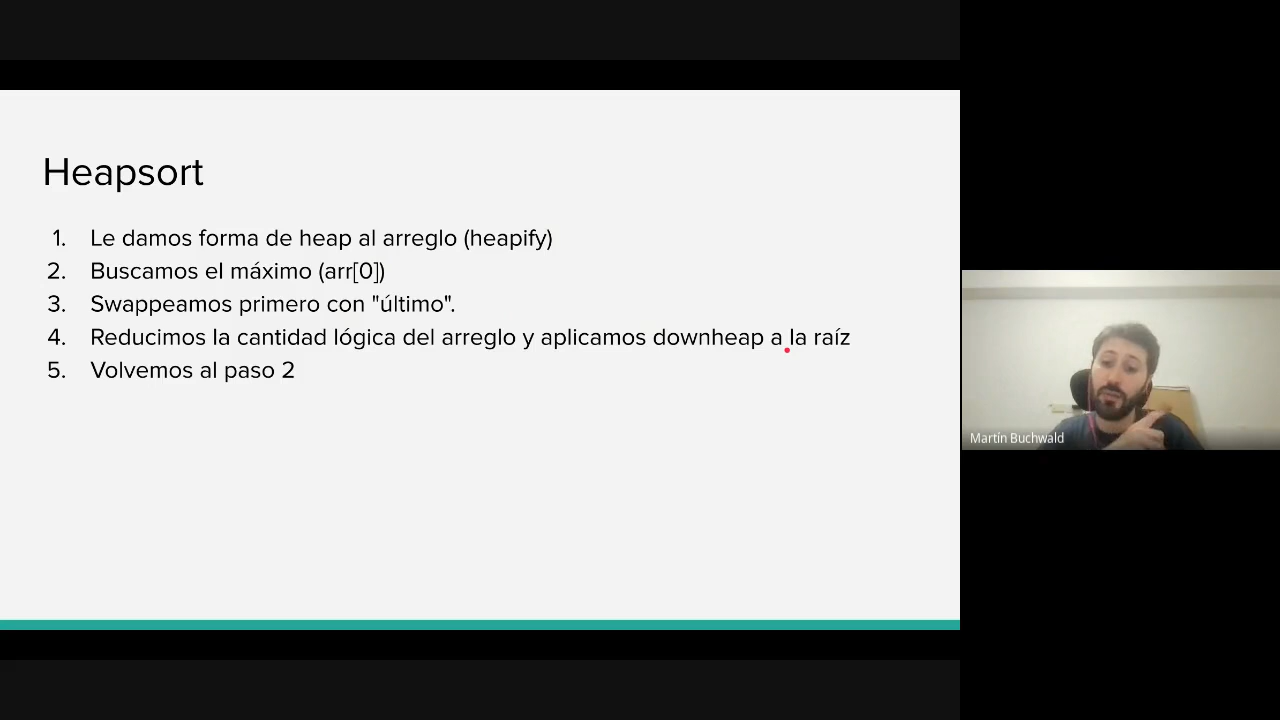 Heapsort
1. Le damos forma de heap al arreglo (heapify)
2. Buscamos el máximo (arr[0])
3. Swappeamos primero con "último".
4. Reducimos la cantidad lógica del arreglo y aplicamos downheap a la raíz
5. Volvemos al paso 2
Martín Buchwald